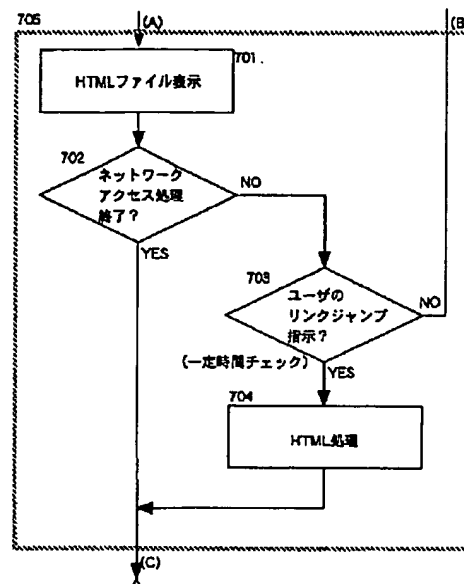 705
(A)
(B
701.
HTMLファイル表示
702
ネットワーク
アクセス処理
終了?
NO
YES
703
ユーザの
リンクジャンプ
指示?
NO
(一定時間チェック)
YES
704
HTML処理
(C)